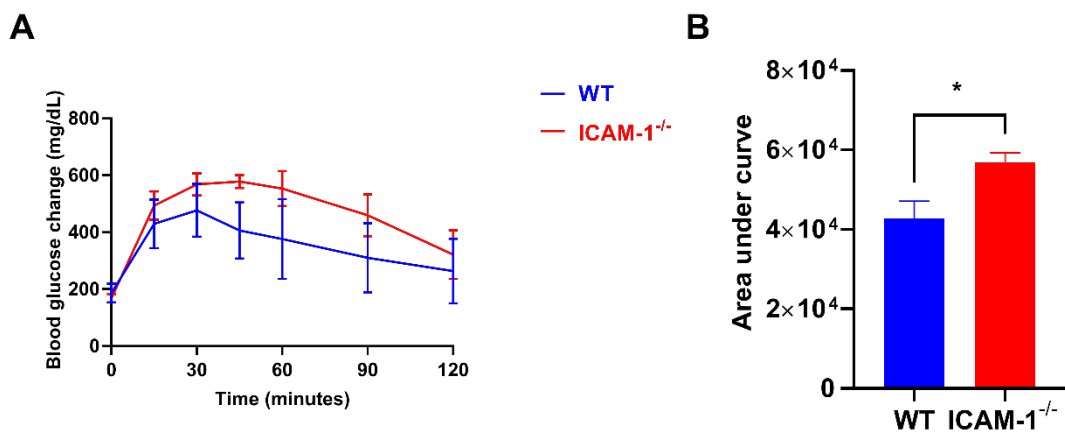 A
Blood glucose change (mg/dL)
800
600
400
200
0
0 30 60 90 120
Time (minutes)
WT
ICAM-1⁻/⁻
B
Area under curve
8×10⁴
6×10⁴
4×10⁴
2×10⁴
0
*
WT ICAM-1⁻/⁻